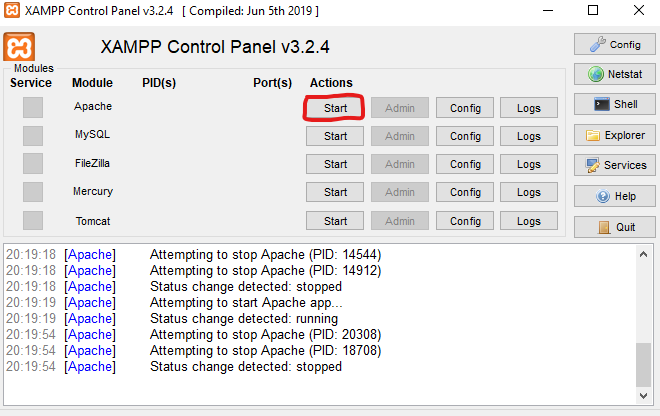 XAMPP Control Panel v3.2.4 [ Compiled: Jun 5th 2019 ]
XAMPP Control Panel v3.2.4
Config
Modules
Service Module PID(s) Port(s) Actions
Netstat
Apache Start Admin Config Logs
Shell
MySQL Start Admin Config Logs
Explorer
FileZilla Start Admin Config Logs
Services
Mercury Start Admin Config Logs
Help
Tomcat Start Admin Config Logs
Quit
20:19:18 [Apache] Attempting to stop Apache (PID: 14544)
20:19:18 [Apache] Attempting to stop Apache (PID: 14912)
20:19:18 [Apache] Status change detected: stopped
20:19:19 [Apache] Attempting to start Apache app...
20:19:19 [Apache] Status change detected: running
20:19:54 [Apache] Attempting to stop Apache (PID: 20308)
20:19:54 [Apache] Attempting to stop Apache (PID: 18708)
20:19:54 [Apache] Status change detected: stopped